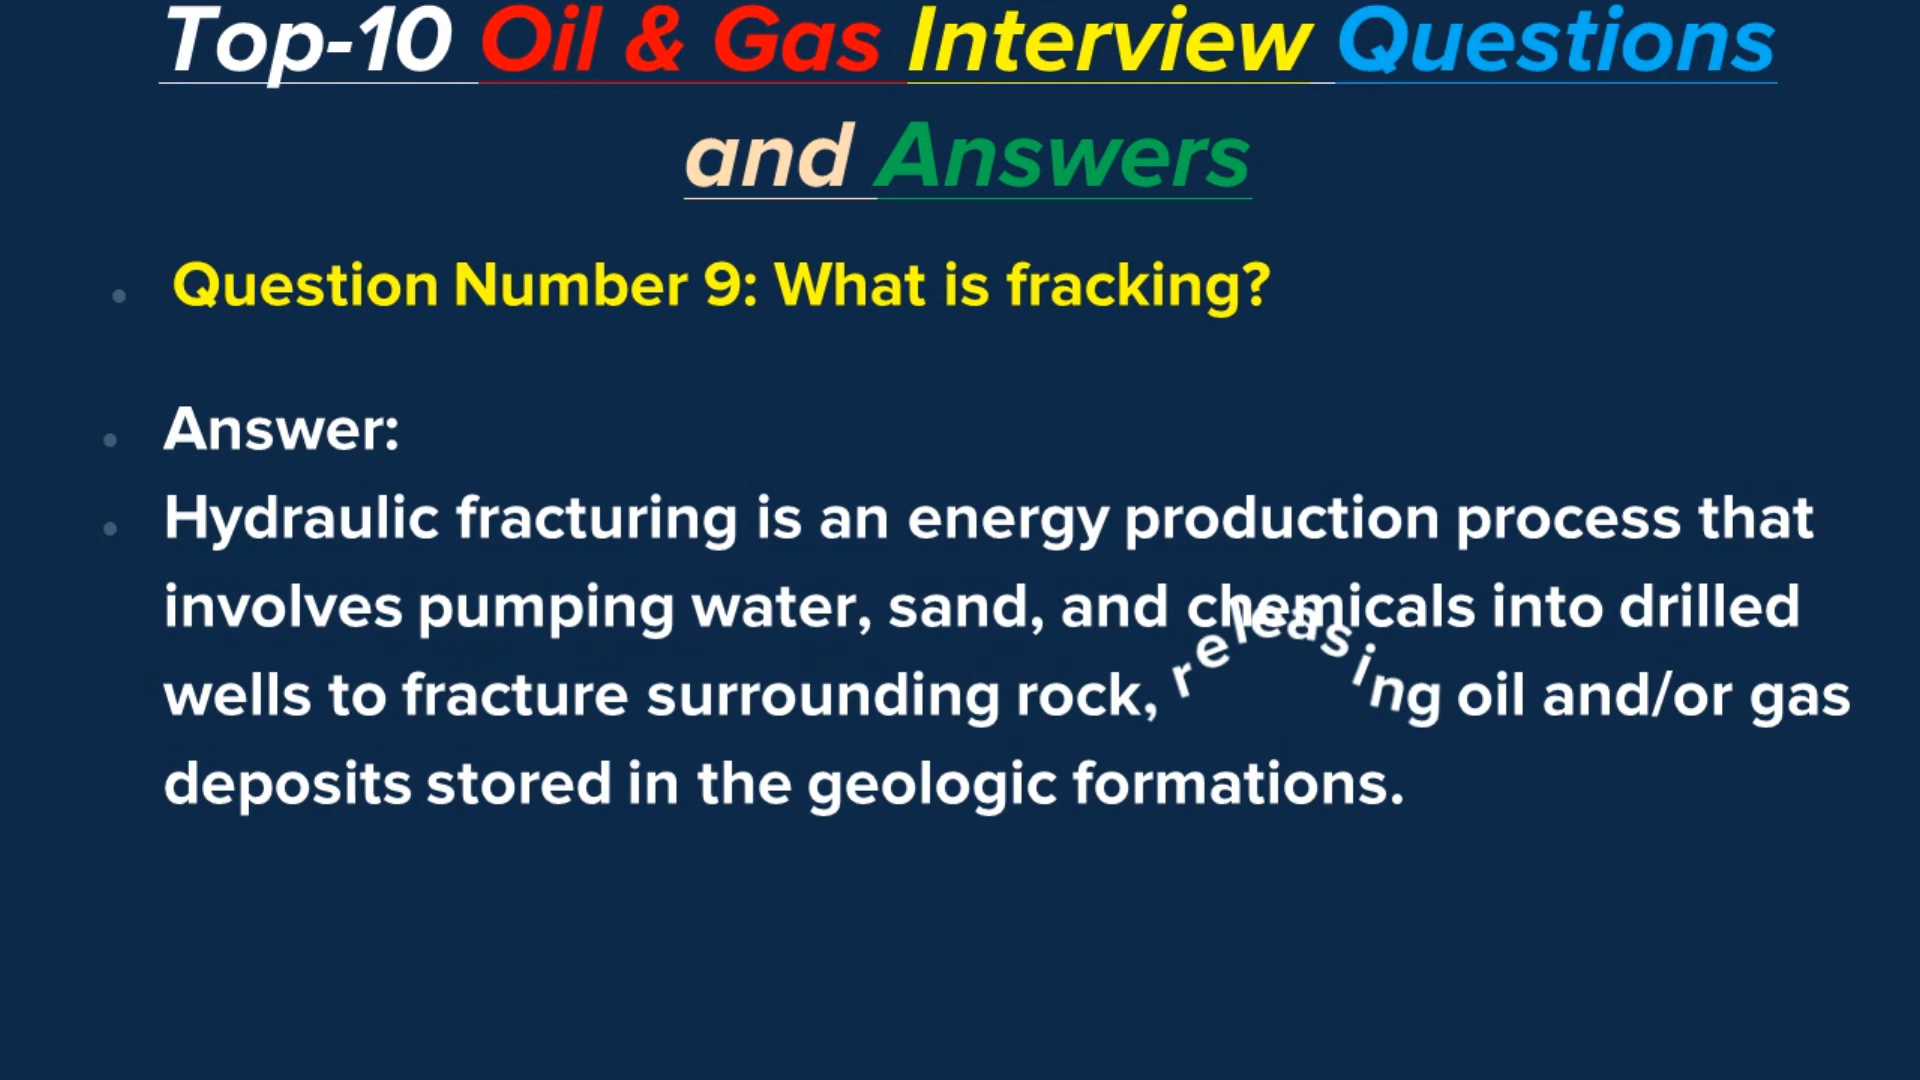 Top-10 Oil & Gas Interview Questions
and Answers
Question Number 9: What is fracking?
Answer:
Hydraulic fracturing is an energy production process that
involves pumping water, sand, and chemicals into drilled
wells to fracture surrounding rock, releasing oil and/or gas
deposits stored in the geologic formations.